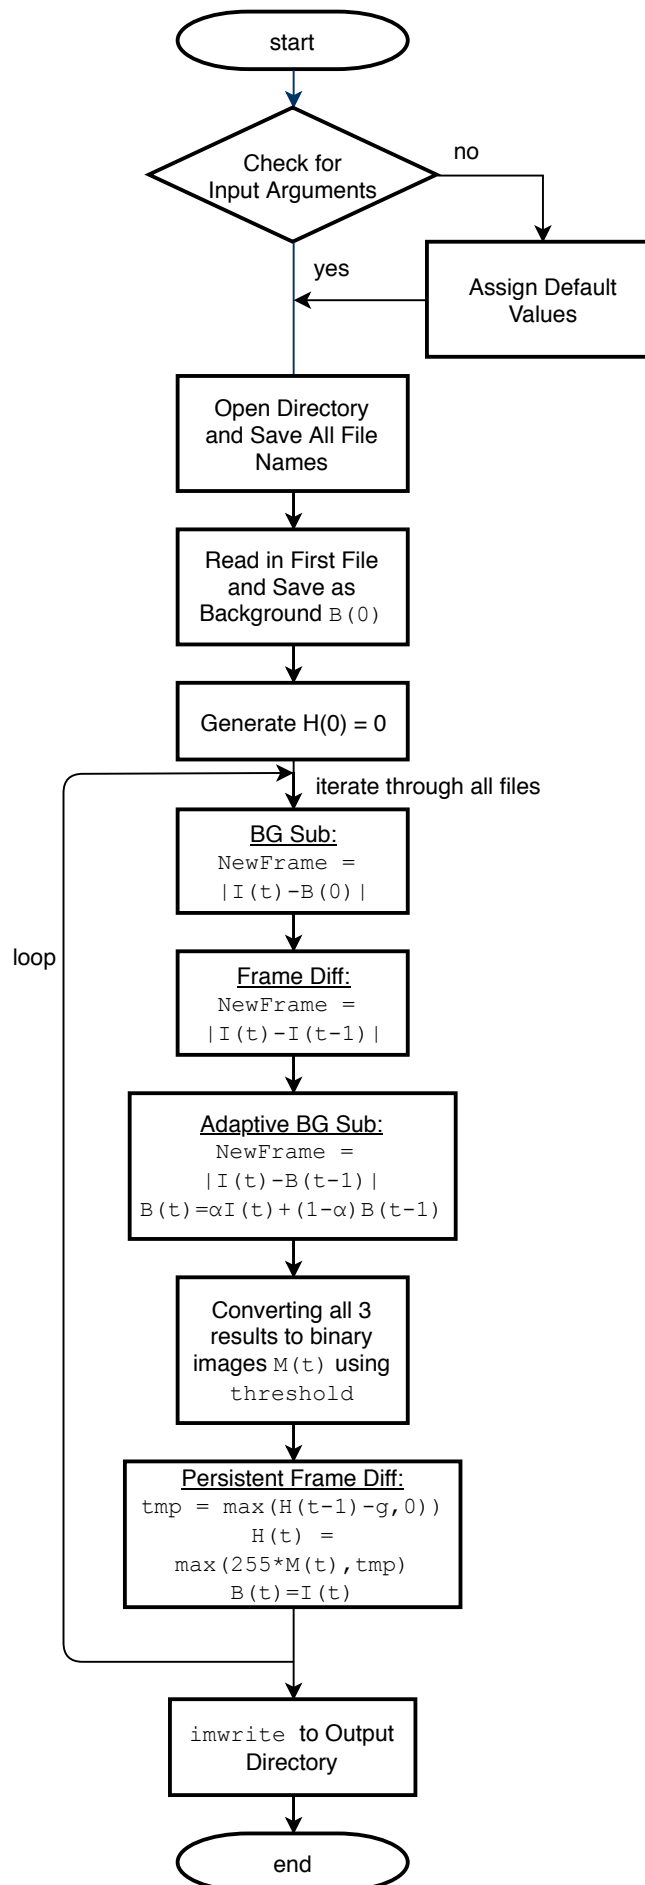 start
Check for
Input Arguments
no
yes
Assign Default
Values
Open Directory
and Save All File
Names
Read in First File
and Save as
Background B(0)
Generate H(0) = 0
iterate through all files
BG Sub:
NewFrame =
|I(t)-B(0)|
loop
Frame Diff:
NewFrame =
|I(t)-I(t-1)|
Adaptive BG Sub:
NewFrame =
|I(t)-B(t-1)|
B(t)=αI(t)+(1-α)B(t-1)
Converting all 3
results to binary
images M(t) using
threshold
Persistent Frame Diff:
tmp = max(H(t-1)-g,0))
H(t) =
max(255*M(t),tmp)
B(t)=I(t)
imwrite to Output
Directory
end